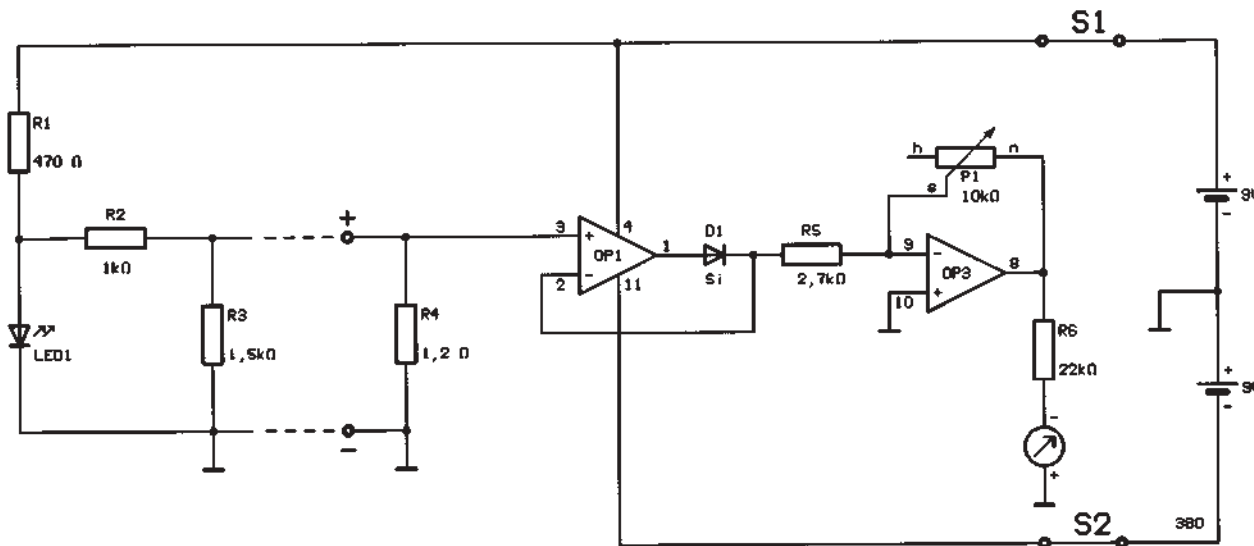 S1
R1
470 Ω
R2
1kΩ
LED1
R3
1,5kΩ
+
-
R4
1,2 Ω
3
+
OP1
-
2
4
11
1
D1
Si
R5
2,7kΩ
h
n
s
P1
10kΩ
9
-
OP3
+
10
8
R6
22kΩ
-
+
+
-
+
-
380
S2